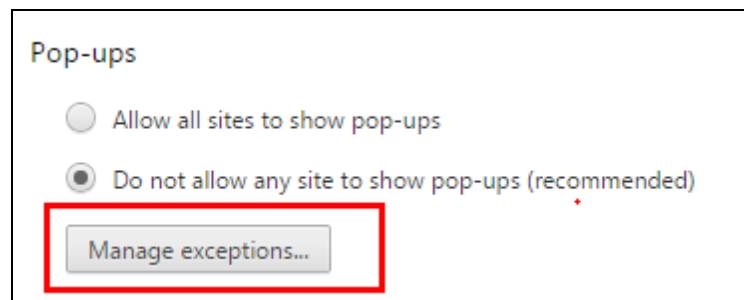 Pop-ups
Allow all sites to show pop-ups
Do not allow any site to show pop-ups (recommended)
Manage exceptions...